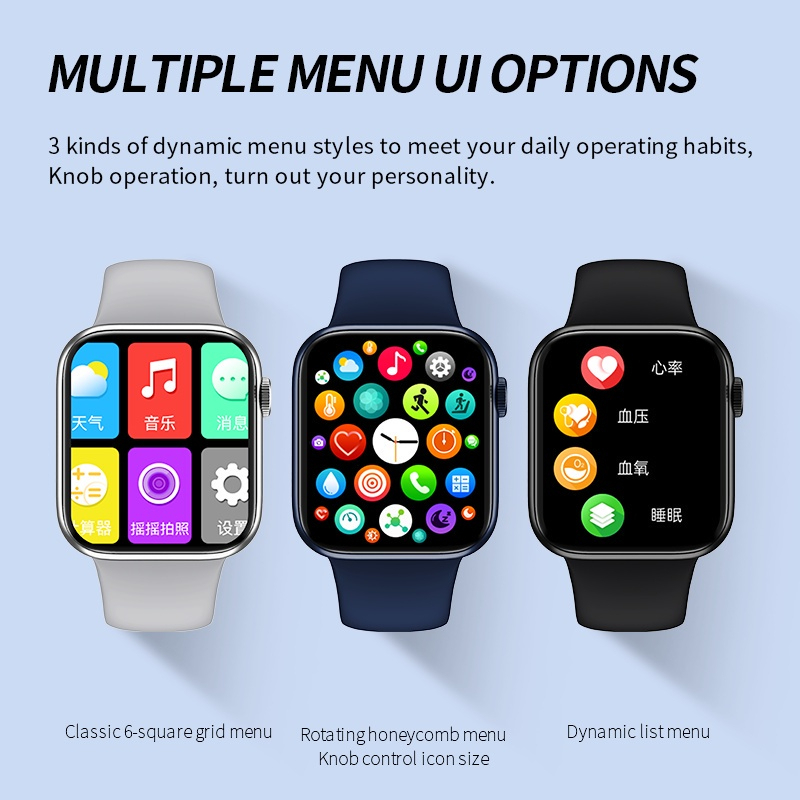 MULTIPLE MENU UI OPTIONS
3 kinds of dynamic menu styles to meet your daily operating habits,
Knob operation, turn out your personality.
天气 音乐 消息
算器 摇摇拍照 设置
心率
血压
O₂ 血氧
睡眠
Classic 6-square grid menu
Rotating honeycomb menu
Knob control icon size
Dynamic list menu